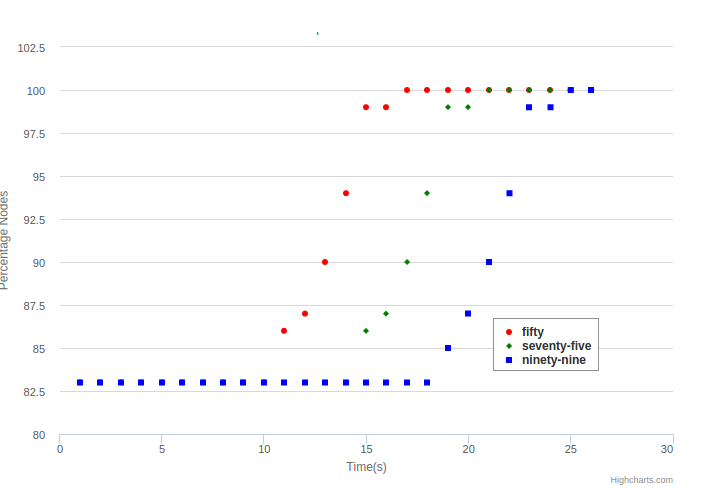 102.5
100
97.5
95
92.5
90
87.5
85
82.5
80
Percentage Nodes
fifty
seventy-five
ninety-nine
0 5 10 15 20 25 30
Time(s)
Highcharts.com